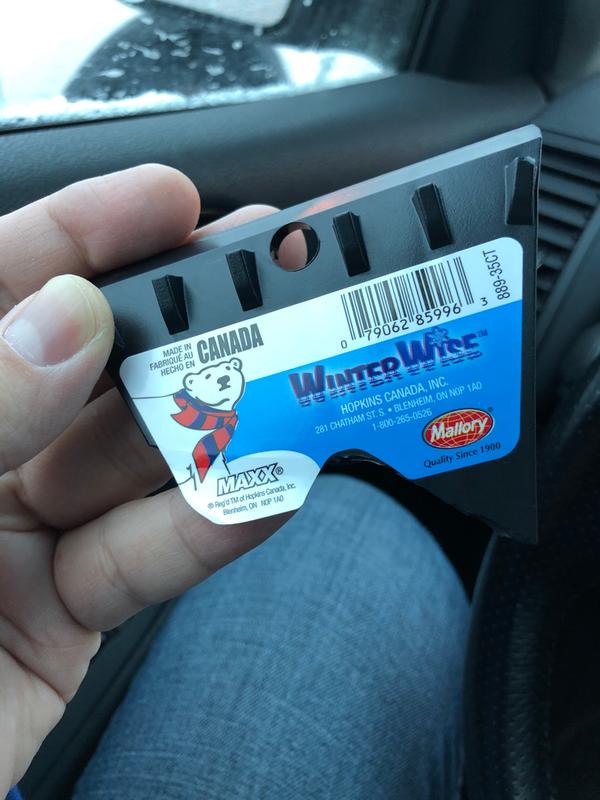 MADE IN
FABRIQUÉ AU
HECHO EN
CANADA
0 79062 85996 3
889-35CT
WINTER WISE™
HOPKINS CANADA, INC.
281 CHATHAM ST. S. • BLENHEIM, ON N0P 1A0
1-800-265-0526
Mallory®
Quality Since 1900
MAXX®
® Reg'd TM of Hopkins Canada, Inc.
Blenheim, ON N0P 1A0